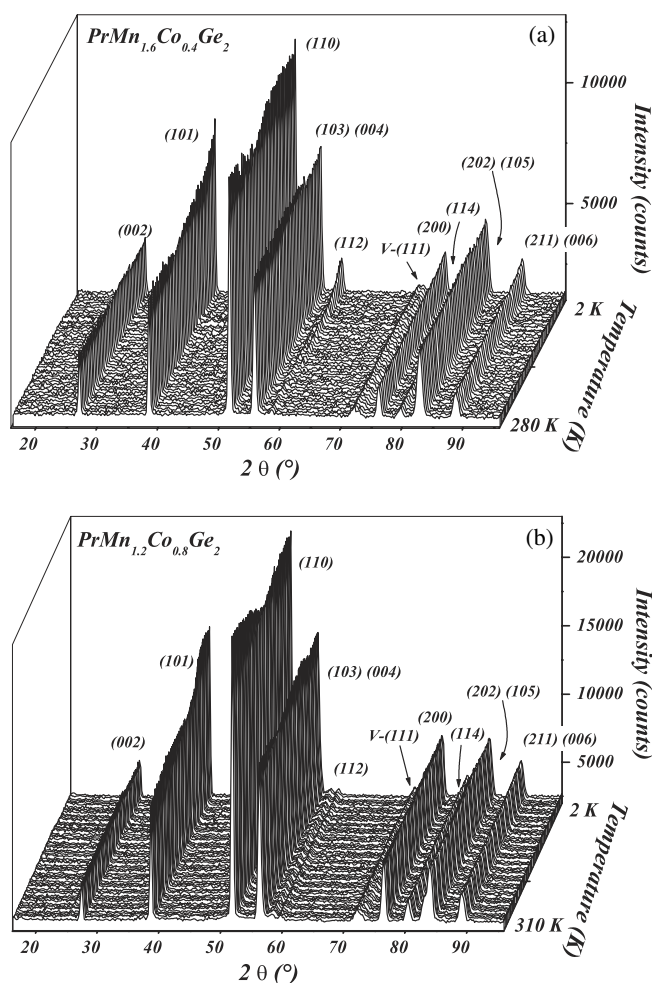 (a)
PrMn1.6Co0.4Ge2
(110)
(101)
(103) (004)
(202) (105)
(002)
(200)
(114)
(112)
V-(111)
(211) (006)
10000
5000
Intensity (counts)
2 K
Temperature (K)
280 K
20 30 40 50 60 70 80 90
2 θ (°)
(b)
PrMn1.2Co0.8Ge2
(110)
(101)
(103) (004)
(202) (105)
(002)
(200)
V-(111)
(114)
(211) (006)
(112)
20000
15000
10000
5000
Intensity (counts)
2 K
Temperature (K)
310 K
20 30 40 50 60 70 80 90
2 θ (°)